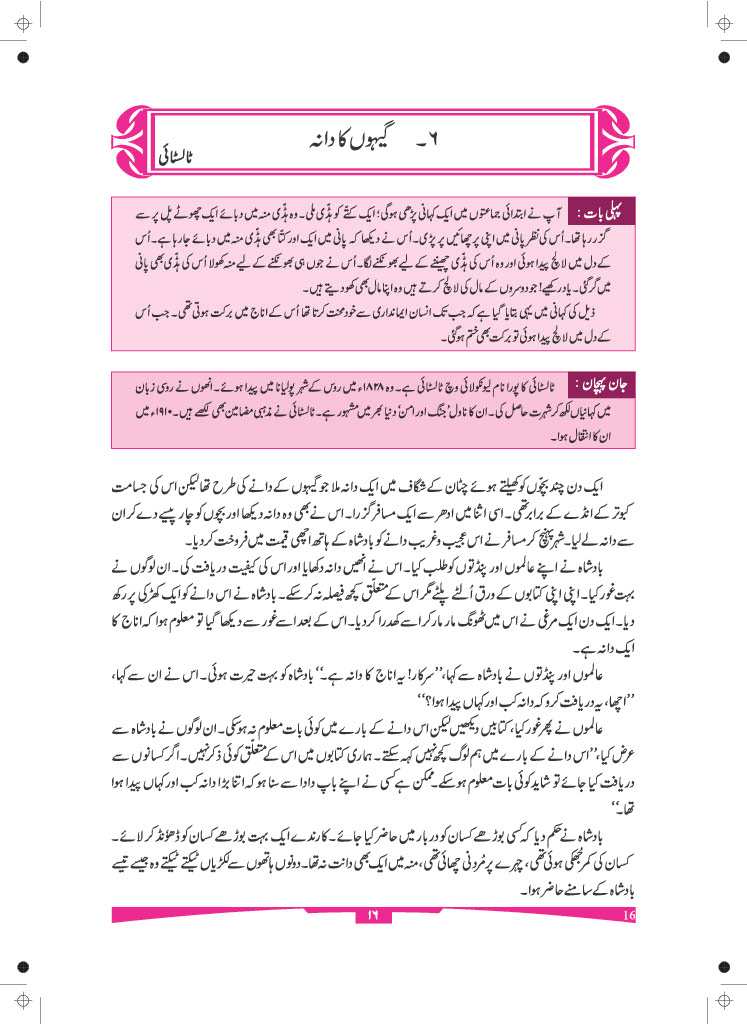 ۶۔ گیہوں کا دانہ
ٹالسٹائی
پہلی بات : آپ نے ابتدائی جماعتوں میں ایک کہانی پڑھی ہوگی؛ ایک کتّے کو ہڈّی ملی۔ وہ ہڈّی منہ میں دبائے ایک چھوٹے پل پر سے
گزر رہا تھا۔ اُس کی نظر پانی میں اپنی پرچھائیں پر پڑی۔ اُس نے دیکھا کہ پانی میں ایک اور کتّا بھی ہڈّی منہ میں دبائے جا رہا ہے۔ اُس
کے دل میں لالچ پیدا ہوئی اور وہ اُس کی ہڈّی چھیننے کے لیے بھونکنے لگا۔ اُس نے جوں ہی بھونکنے کے لیے منہ کھولا اُس کی ہڈّی بھی پانی
میں گر گئی۔ یاد رکھیے! جو دوسروں کے مال کی لالچ کرتے ہیں وہ اپنا مال بھی کھو دیتے ہیں۔
ذیل کی کہانی میں یہی بتایا گیا ہے کہ جب تک انسان ایمانداری سے خود محنت کرتا تھا اُس کے اناج میں برکت ہوتی تھی۔ جب اُس
کے دل میں لالچ پیدا ہوئی تو برکت بھی ختم ہوگئی۔
جان پہچان : ٹالسٹائی کا پورا نام لیونکولائی وچ ٹالسٹائی ہے۔ وہ ۱۸۲۸ء میں روس کے شہر پولیانا میں پیدا ہوئے۔ انھوں نے روسی زبان
میں کہانیاں لکھ کر شہرت حاصل کی۔ ان کا ناول ’جنگ اور امن‘ دنیا بھر میں مشہور ہے۔ ٹالسٹائی نے مذہبی مضامین بھی لکھے ہیں۔ ۱۹۱۰ء میں
ان کا انتقال ہوا۔
ایک دن چند بچّوں کو کھیلتے ہوئے چٹان کے شگاف میں ایک دانہ ملا جو گیہوں کے دانے کی طرح تھا لیکن اس کی جسامت
کبوتر کے انڈے کے برابر تھی۔ اسی اثنا میں ادھر سے ایک مسافر گزرا۔ اس نے بھی وہ دانہ دیکھا اور بچوں کو چار پیسے دے کر ان
سے دانہ لے لیا۔ شہر پہنچ کر مسافر نے اس عجیب و غریب دانے کو بادشاہ کے ہاتھ اچھی قیمت میں فروخت کر دیا۔
بادشاہ نے اپنے عالموں اور پنڈتوں کو طلب کیا۔ اس نے انھیں دانہ دکھایا اور اس کی کیفیت دریافت کی۔ ان لوگوں نے
بہت غور کیا۔ اپنی اپنی کتابوں کے ورق اُلٹے پلٹے مگر اس کے متعلّق کچھ فیصلہ نہ کر سکے۔ بادشاہ نے اس دانے کو ایک کھڑکی پر رکھ
دیا۔ ایک دن ایک مرغی نے اس میں ٹھونگ مار مار کر اسے کھدرا کر دیا۔ اس کے بعد اسے غور سے دیکھا گیا تو معلوم ہوا کہ اناج کا
ایک دانہ ہے۔
عالموں اور پنڈتوں نے بادشاہ سے کہا، ’’سرکار! یہ اناج کا دانہ ہے۔‘‘ بادشاہ کو بہت حیرت ہوئی۔ اس نے ان سے کہا،
’’اچھا، یہ دریافت کرو کہ دانہ کب اور کہاں پیدا ہوا؟‘‘
عالموں نے پھر غور کیا، کتابیں دیکھیں لیکن اس دانے کے بارے میں کوئی بات معلوم نہ ہوسکی۔ ان لوگوں نے بادشاہ سے
عرض کیا، ’’اس دانے کے بارے میں ہم لوگ کچھ نہیں کہہ سکتے۔ ہماری کتابوں میں اس کے متعلّق کوئی ذکر نہیں۔ اگر کسانوں سے
دریافت کیا جائے تو شاید کوئی بات معلوم ہوسکے۔ ممکن ہے کسی نے اپنے باپ دادا سے سنا ہو کہ اتنا بڑا دانہ کب اور کہاں پیدا ہوا
تھا۔‘‘
بادشاہ نے حکم دیا کہ کسی بوڑھے کسان کو دربار میں حاضر کیا جائے۔ کارندے ایک بہت بوڑھے کسان کو ڈھونڈ کر لائے۔
کسان کی کمر جُھکی ہوئی تھی، چہرے پر مُردنی چھائی تھی، منہ میں ایک بھی دانت نہ تھا۔ دونوں ہاتھوں سے لکڑیاں ٹیکتے ٹیکتے وہ جیسے تیسے
بادشاہ کے سامنے حاضر ہوا۔
۱۶
16